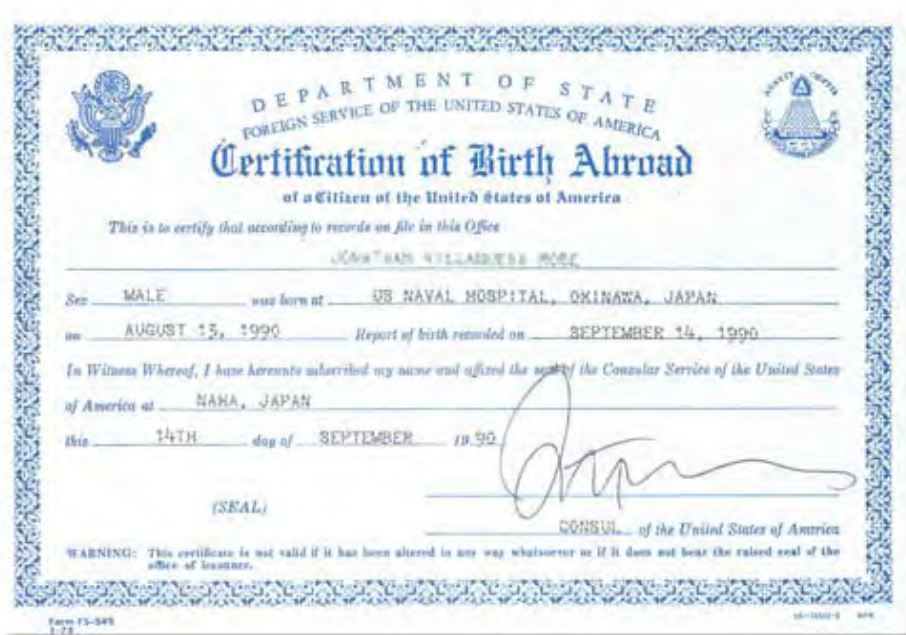 DEPARTMENT OF STATE
FOREIGN SERVICE OF THE UNITED STATES OF AMERICA
ANNUIT CŒPTIS
Certification of Birth Abroad
of a Citizen of the United States of America
This is to certify that according to records on file in this Office
JONATHAN
Sex MALE was born at US NAVAL HOSPITAL, OKINAWA, JAPAN
on AUGUST 13, 1990 Report of birth recorded on SEPTEMBER 14, 1990
In Witness Whereof, I have hereunto subscribed my name and affixed the seal of the Consular Service of the United States
of America at NAHA, JAPAN
this 14TH day of SEPTEMBER 19 90
(SEAL)
CONSUL of the United States of America
WARNING: This certificate is not valid if it has been altered in any way whatsoever or if it does not bear the raised seal of the
office of issuance.
Form FS-545